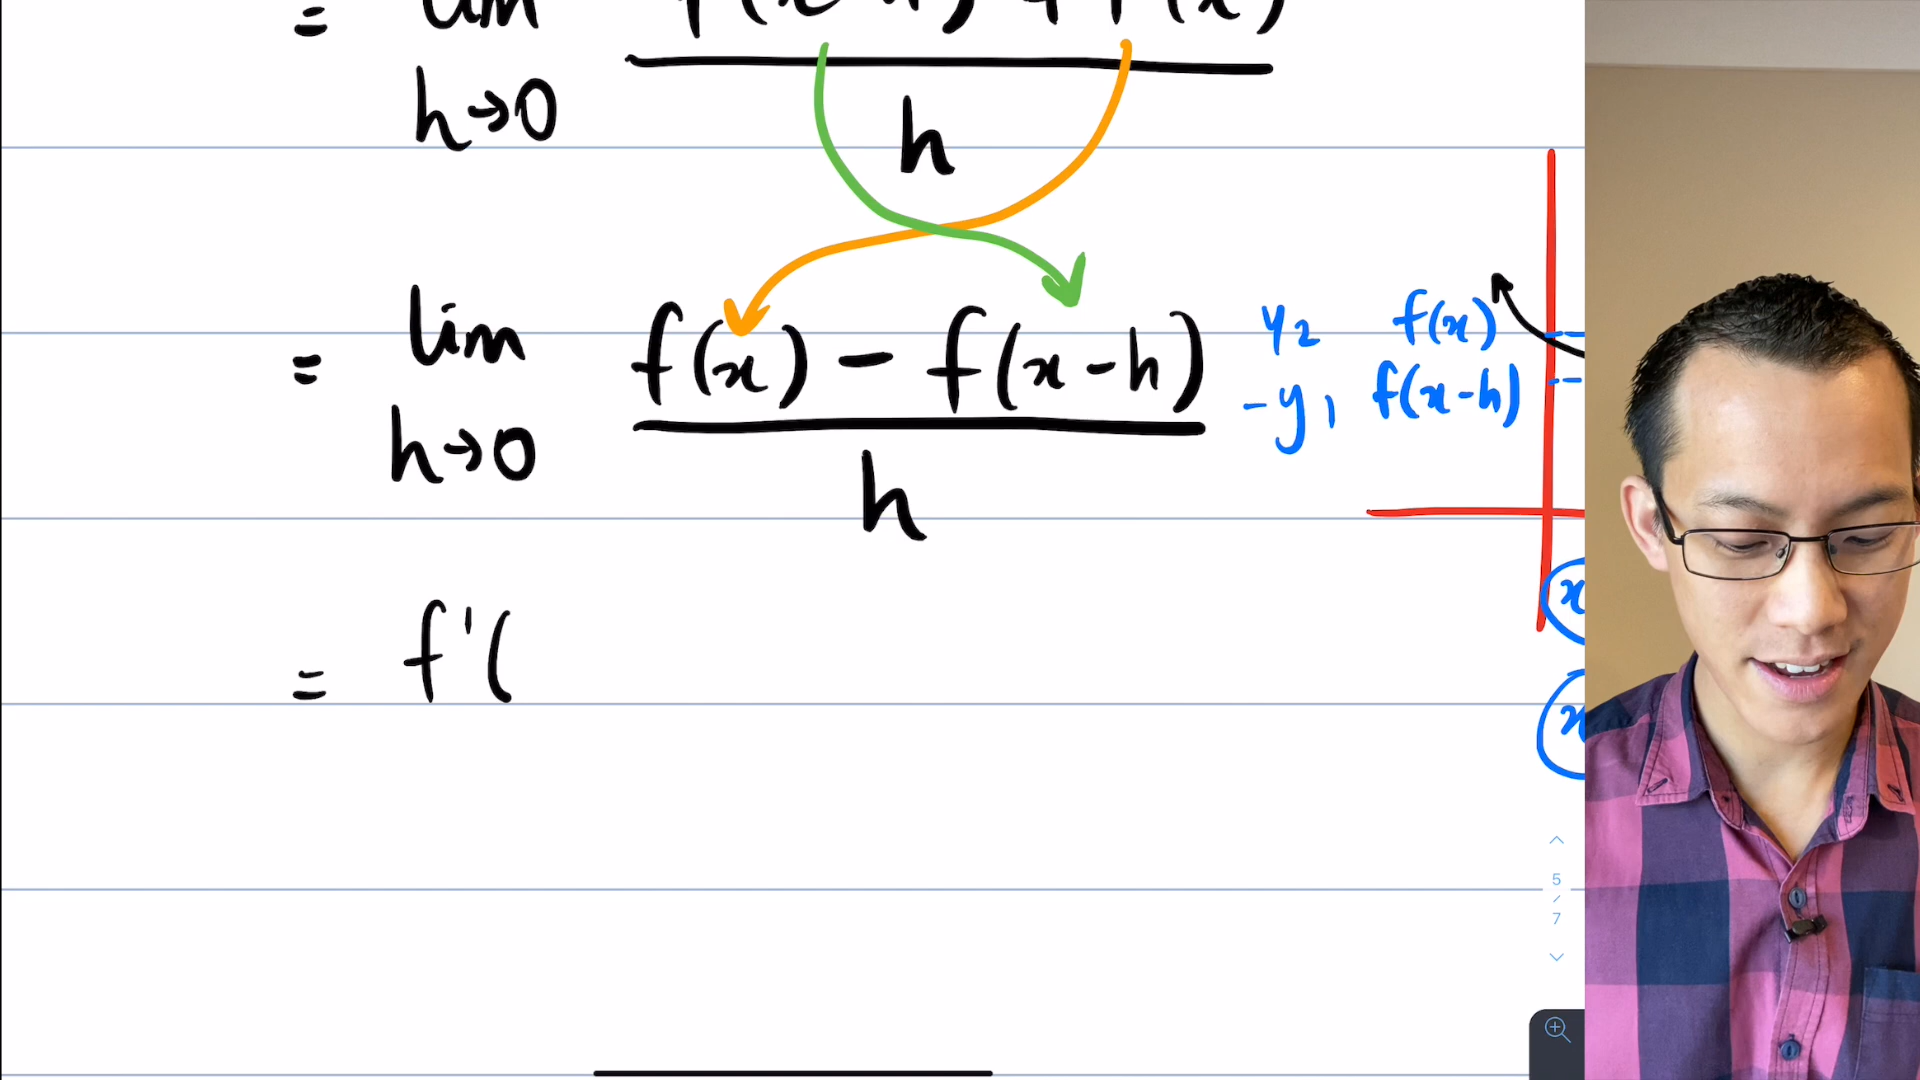 = lim
h→0
h
= lim f(x) - f(x-h)
h→0 h
y2 f(x)
-y1 f(x-h)
= f'(
x
x
5
/
7